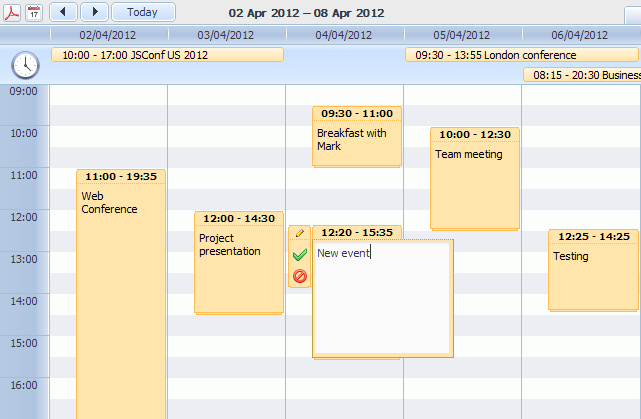 17 Today 02 Apr 2012 – 08 Apr 2012
02/04/2012 03/04/2012 04/04/2012 05/04/2012 06/04/2012
10:00 - 17:00 JSConf US 2012 09:30 - 13:55 London conference
08:15 - 20:30 Business
09:00
09:30 - 11:00
Breakfast with
Mark
10:00
10:00 - 12:30
Team meeting
11:00
11:00 - 19:35
Web
Conference
12:00
12:00 - 14:30
Project
presentation
12:20 - 15:35
New event
12:25 - 14:25
Testing
13:00
14:00
15:00
16:00